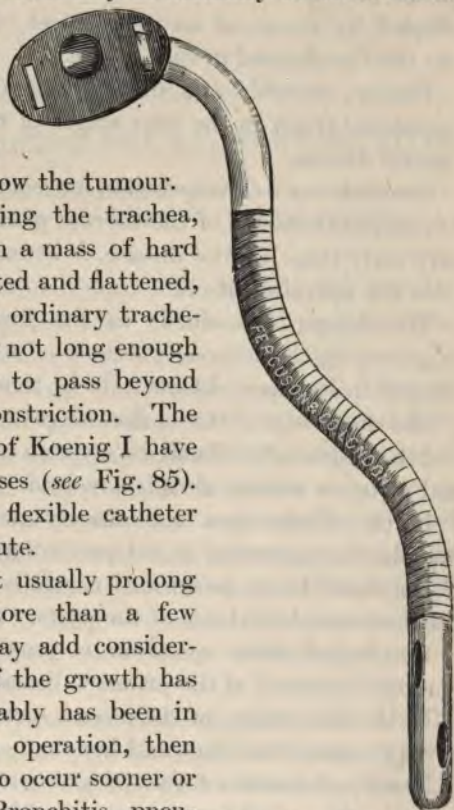 ow the tumour.
ing the trachea,
n a mass of hard
ted and flattened,
ordinary trache-
not long enough
to pass beyond
onstriction. The
of Koenig I have
ses (see Fig. 85).
flexible catheter
ute.
usually prolong
ore than a few
ay add consider-
f the growth has
ably has been in
operation, then
o occur sooner or
Bronchitis, pneu-
FERGUSON & CO LONDON